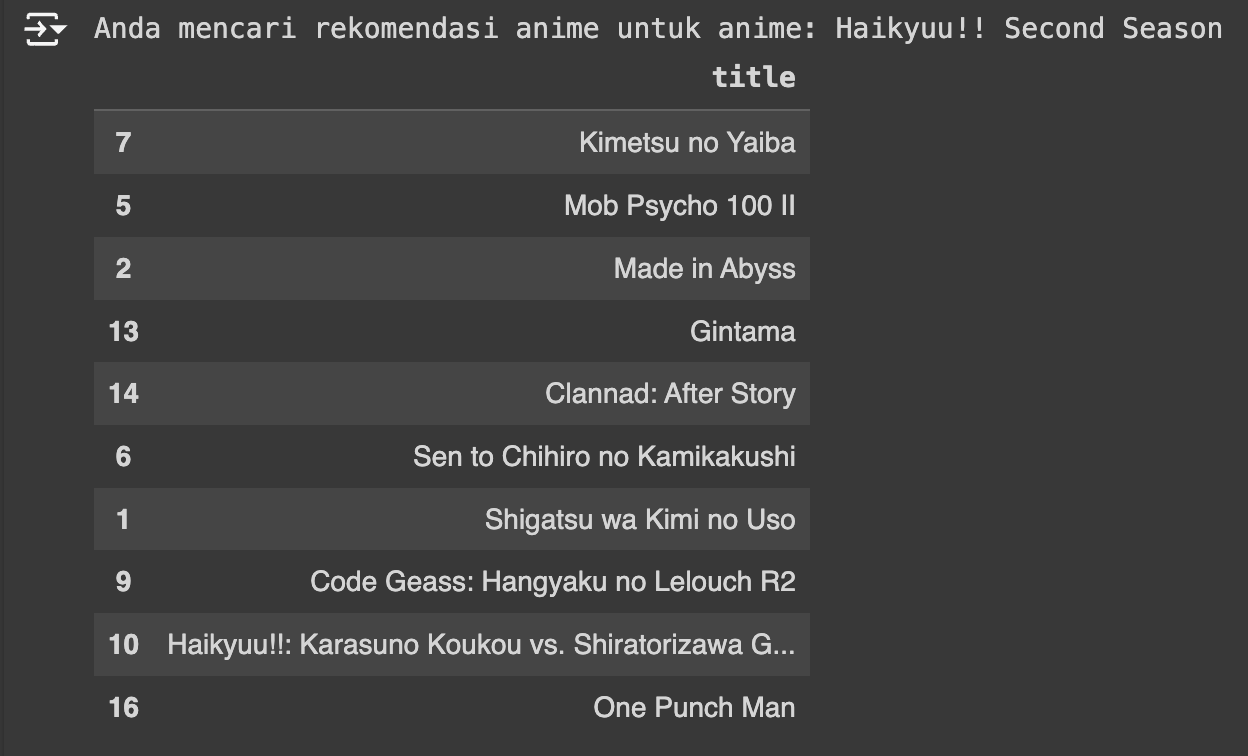 Anda mencari rekomendasi anime untuk anime: Haikyuu!! Second Season
title
7 Kimetsu no Yaiba
5 Mob Psycho 100 II
2 Made in Abyss
13 Gintama
14 Clannad: After Story
6 Sen to Chihiro no Kamikakushi
1 Shigatsu wa Kimi no Uso
9 Code Geass: Hangyaku no Lelouch R2
10 Haikyuu!!: Karasuno Koukou vs. Shiratorizawa G...
16 One Punch Man